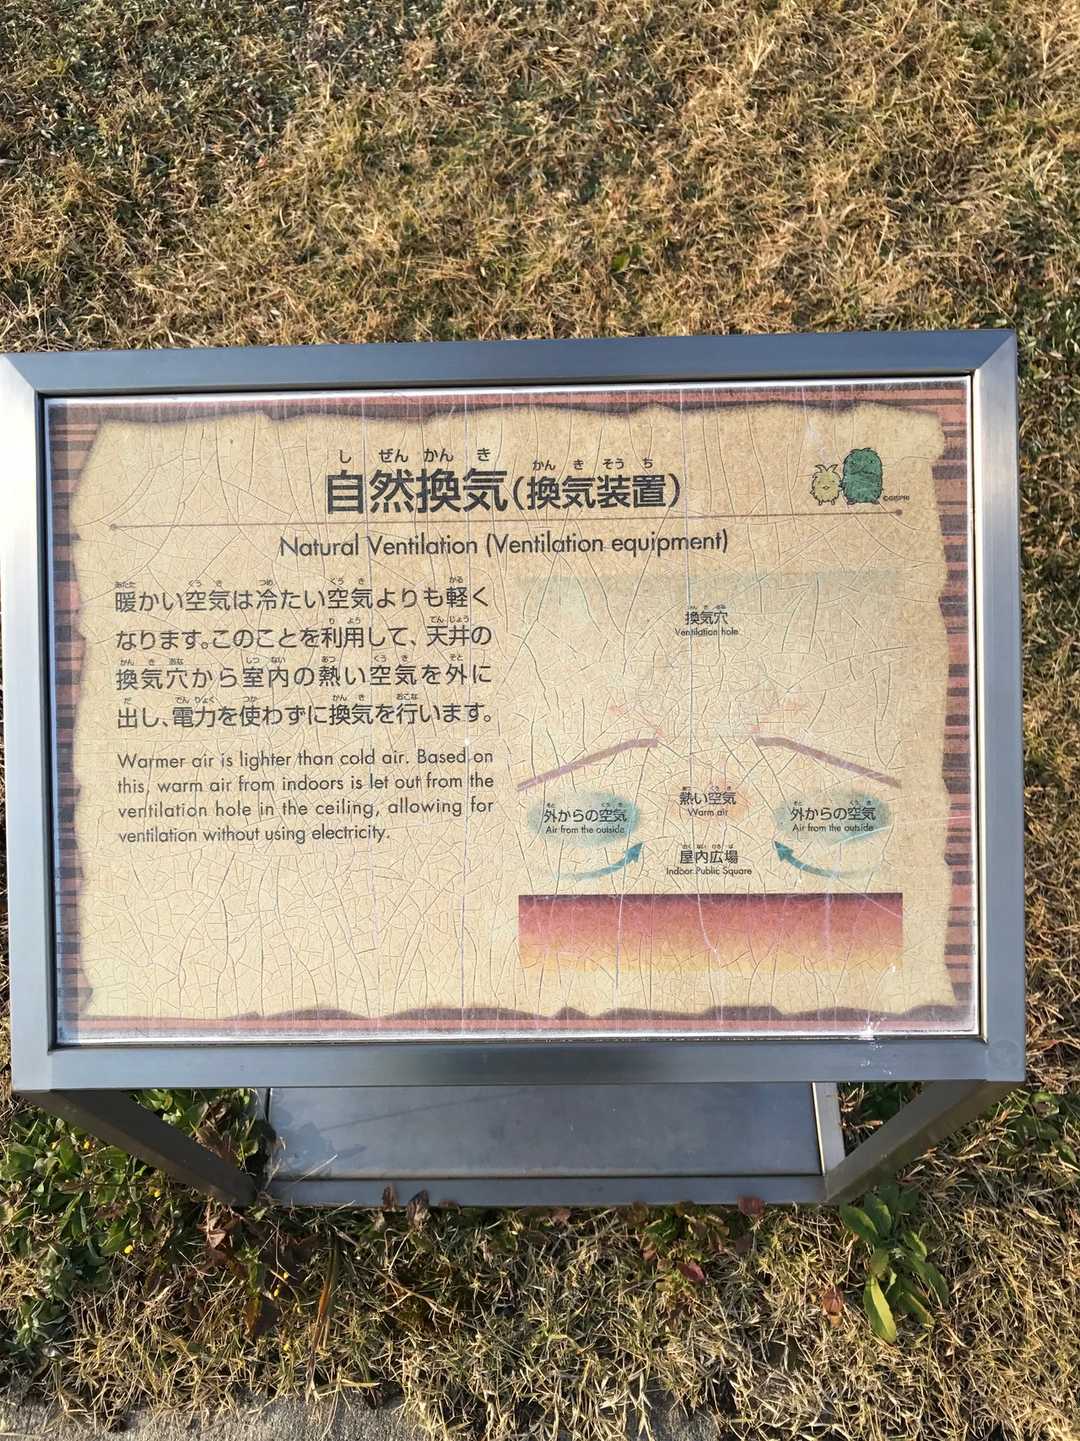 自然換気(換気装置)
Natural Ventilation (Ventilation equipment)
暖かい空気は冷たい空気よりも軽く
なります。このことを利用して、天井の
換気穴から室内の熱い空気を外に
出し、電力を使わずに換気を行います。
Warmer air is lighter than cold air. Based on
this, warm air from indoors is let out from the
ventilation hole in the ceiling, allowing for
ventilation without using electricity.
換気穴
Ventilation hole
外からの空気
Air from the outside
熱い空気
Warm air
外からの空気
Air from the outside
屋内広場
Indoor Public Square